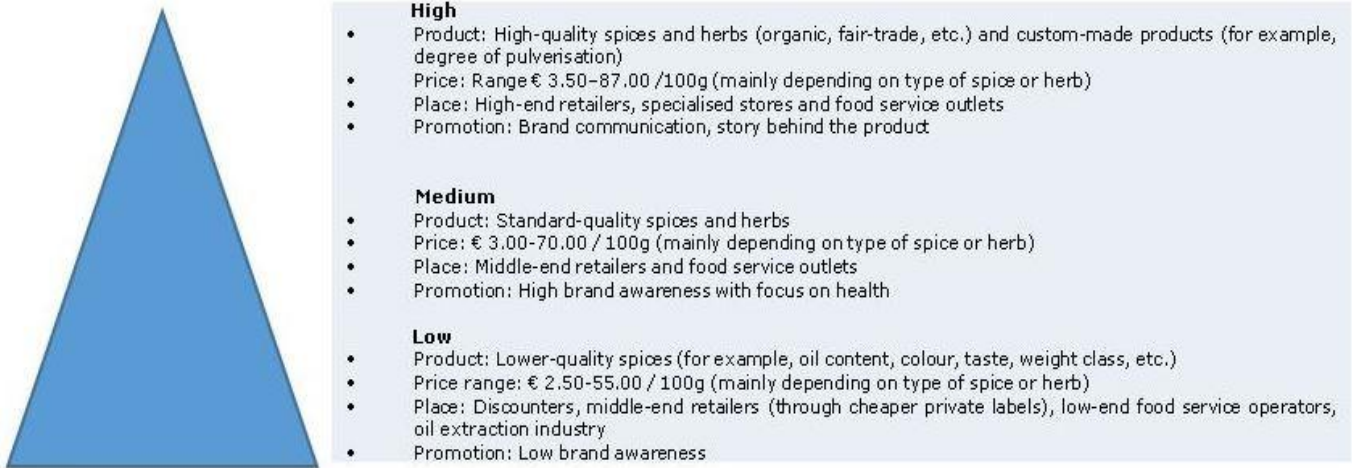 High
• Product: High-quality spices and herbs (organic, fair-trade, etc.) and custom-made products (for example,
degree of pulverisation)
• Price: Range € 3.50–87.00 /100g (mainly depending on type of spice or herb)
• Place: High-end retailers, specialised stores and food service outlets
• Promotion: Brand communication, story behind the product
Medium
• Product: Standard-quality spices and herbs
• Price: € 3.00-70.00 / 100g (mainly depending on type of spice or herb)
• Place: Middle-end retailers and food service outlets
• Promotion: High brand awareness with focus on health
Low
• Product: Lower-quality spices (for example, oil content, colour, taste, weight class, etc.)
• Price range: € 2.50-55.00 / 100g (mainly depending on type of spice or herb)
• Place: Discounters, middle-end retailers (through cheaper private labels), low-end food service operators,
oil extraction industry
• Promotion: Low brand awareness